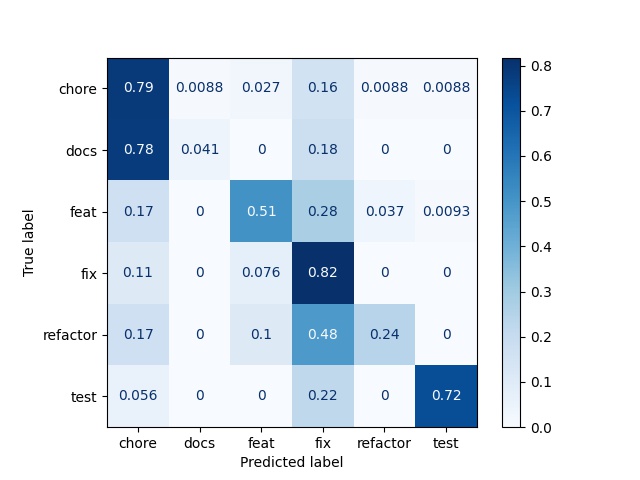 chore 0.79 0.0088 0.027 0.16 0.0088 0.0088
docs 0.78 0.041 0 0.18 0 0
feat 0.17 0 0.51 0.28 0.037 0.0093
fix 0.11 0 0.076 0.82 0 0
refactor 0.17 0 0.1 0.48 0.24 0
test 0.056 0 0 0.22 0 0.72
chore docs feat fix refactor test
Predicted label
True label
0.8
0.7
0.6
0.5
0.4
0.3
0.2
0.1
0.0